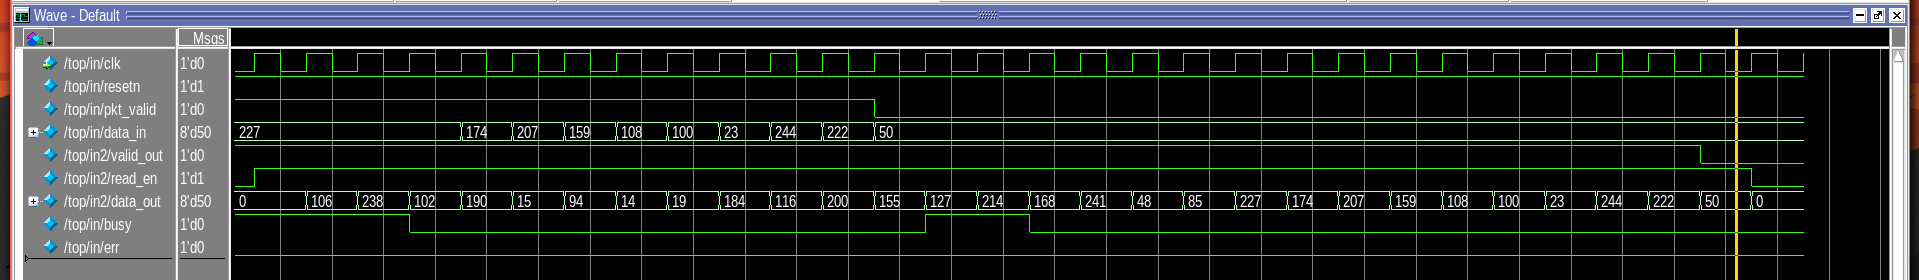 Wave - Default
Msgs
/top/in/clk 1'd0
/top/in/resetn 1'd1
/top/in/pkt_valid 1'd0
/top/in/data_in 8'd50 227 174 207 159 108 100 23 244 222 50
/top/in2/valid_out 1'd0
/top/in2/read_en 1'd1
/top/in2/data_out 8'd50 0 106 238 102 190 15 94 14 19 184 116 200 155 127 214 168 241 48 85 227 174 207 159 108 100 23 244 222 50 0
/top/in/busy 1'd0
/top/in/err 1'd0